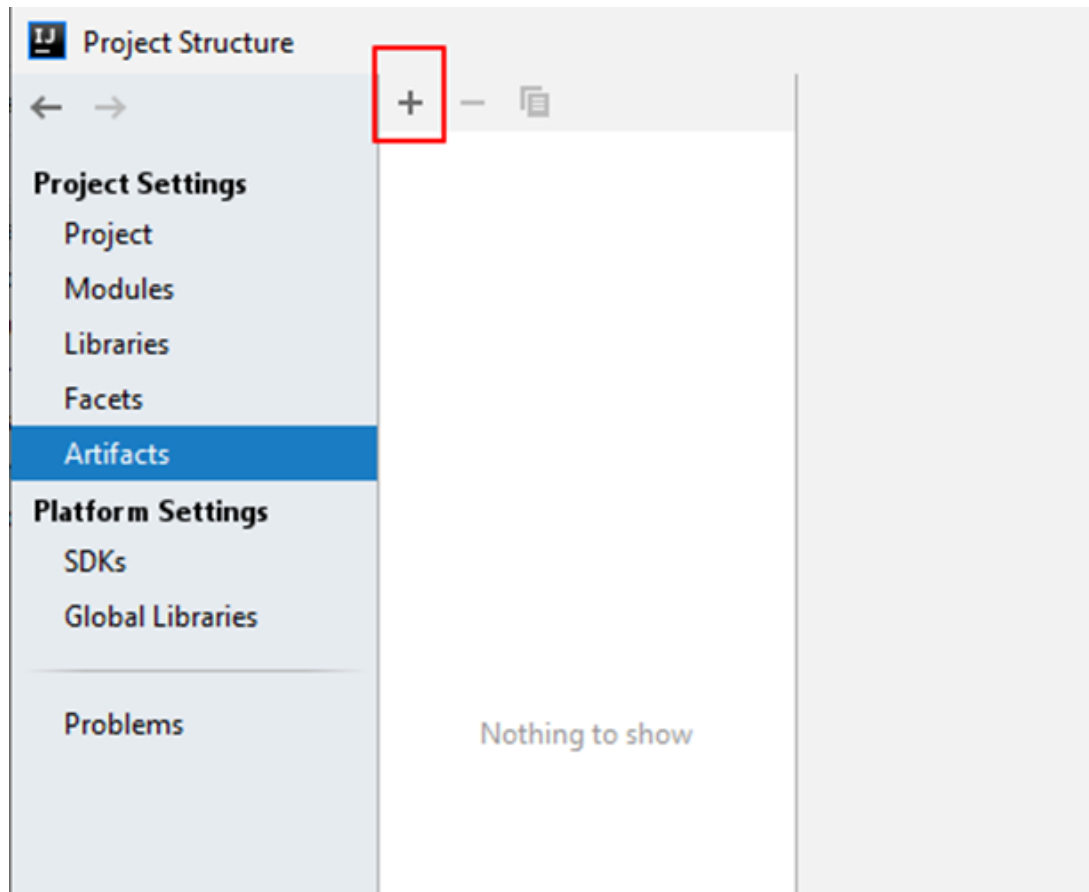 IJ
Project Structure
Project Settings
Project
Modules
Libraries
Facets
Artifacts
Platform Settings
SDKs
Global Libraries
Problems
Nothing to show